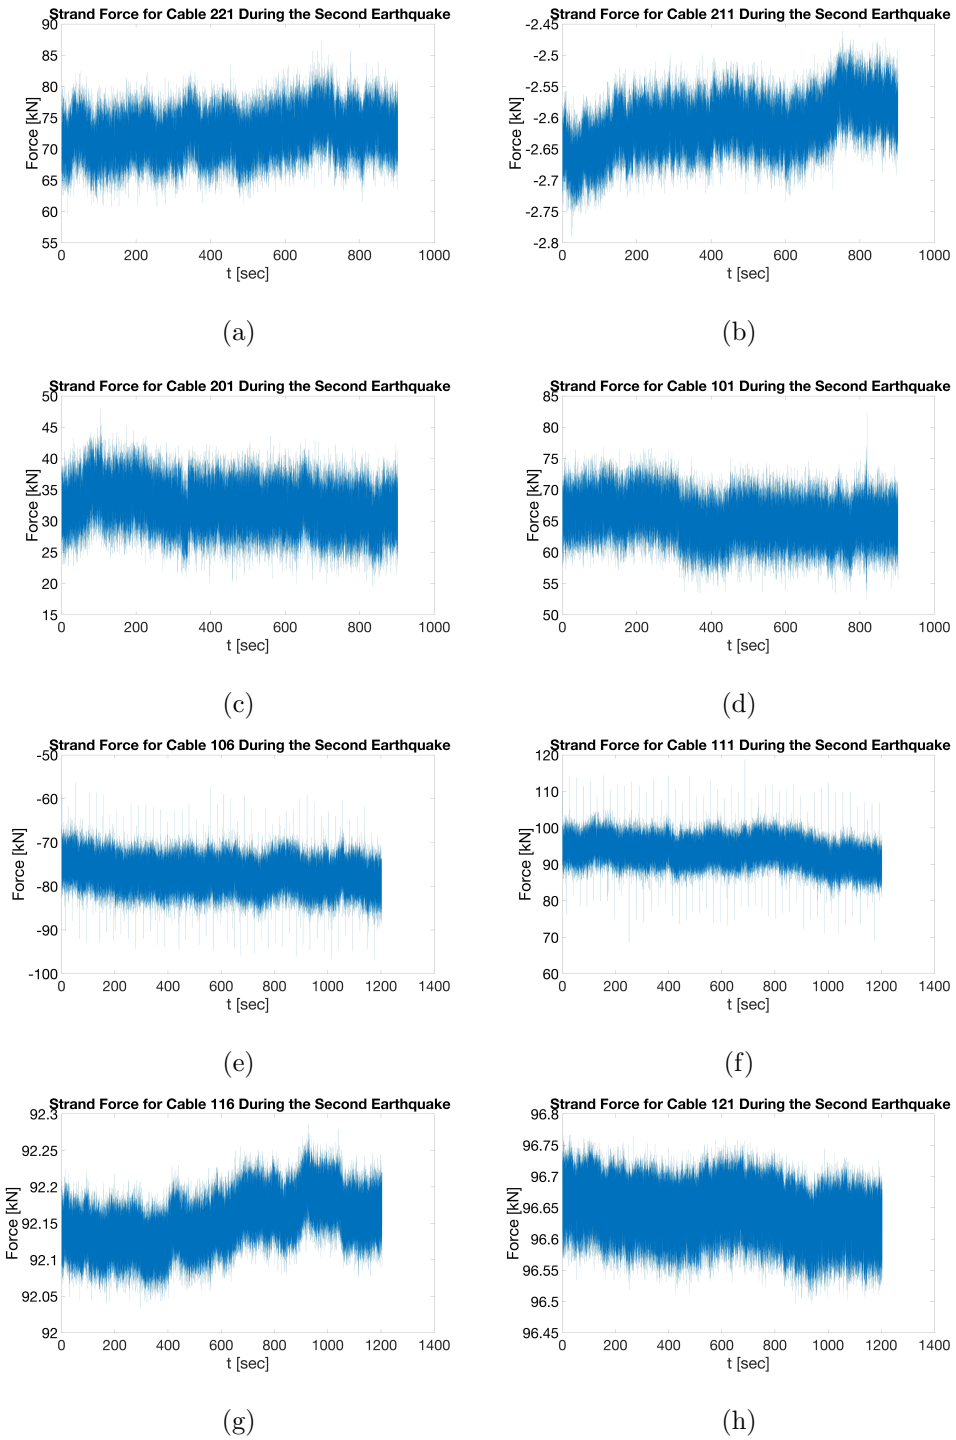 Strand Force for Cable 221 During the Second Earthquake
90
85
80
75
70
65
60
55
Force [kN]
0 200 400 600 800 1000
t [sec]
(a)
Strand Force for Cable 211 During the Second Earthquake
-2.45
-2.5
-2.55
-2.6
-2.65
-2.7
-2.75
-2.8
Force [kN]
0 200 400 600 800 1000
t [sec]
(b)
Strand Force for Cable 201 During the Second Earthquake
50
45
40
35
30
25
20
15
Force [kN]
0 200 400 600 800 1000
t [sec]
(c)
Strand Force for Cable 101 During the Second Earthquake
85
80
75
70
65
60
55
50
Force [kN]
0 200 400 600 800 1000
t [sec]
(d)
Strand Force for Cable 106 During the Second Earthquake
-50
-60
-70
-80
-90
-100
Force [kN]
0 200 400 600 800 1000 1200 1400
t [sec]
(e)
Strand Force for Cable 111 During the Second Earthquake
120
110
100
90
80
70
60
Force [kN]
0 200 400 600 800 1000 1200 1400
t [sec]
(f)
Strand Force for Cable 116 During the Second Earthquake
92.3
92.25
92.2
92.15
92.1
92.05
92
Force [kN]
0 200 400 600 800 1000 1200 1400
t [sec]
(g)
Strand Force for Cable 121 During the Second Earthquake
96.8
96.75
96.7
96.65
96.6
96.55
96.5
96.45
Force [kN]
0 200 400 600 800 1000 1200 1400
t [sec]
(h)